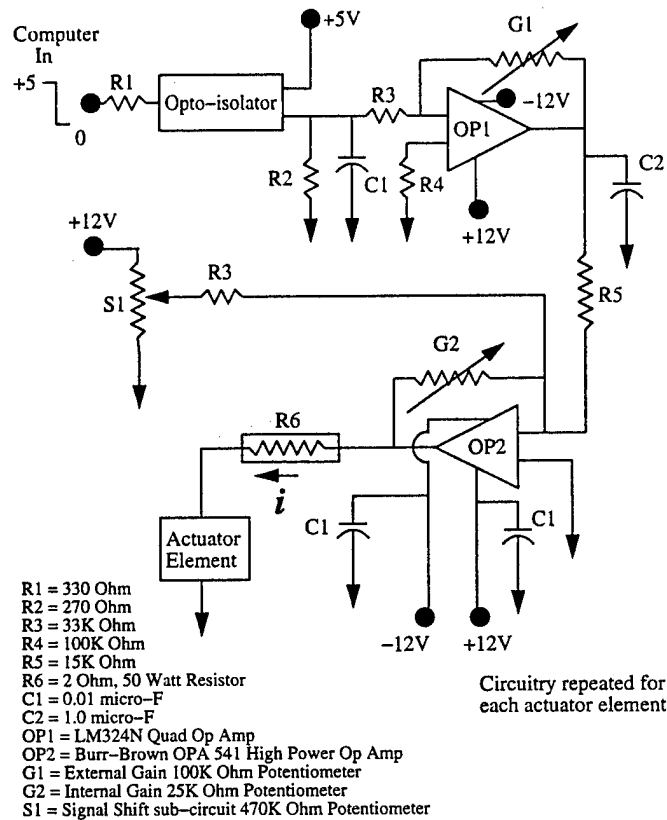 Computer
In
+5
0
R1
Opto-isolator
+5V
R3
G1
-12V
OP1
R2
C1
R4
C2
+12V
+12V
S1
R3
R5
G2
R6
OP2
i
C1
C1
Actuator
Element
-12V
+12V
R1 = 330 Ohm
R2 = 270 Ohm
R3 = 33K Ohm
R4 = 100K Ohm
R5 = 15K Ohm
R6 = 2 Ohm, 50 Watt Resistor
C1 = 0.01 micro-F
C2 = 1.0 micro-F
OP1 = LM324N Quad Op Amp
OP2 = Burr-Brown OPA 541 High Power Op Amp
G1 = External Gain 100K Ohm Potentiometer
G2 = Internal Gain 25K Ohm Potentiometer
S1 = Signal Shift sub-circuit 470K Ohm Potentiometer
Circuitry repeated for
each actuator element